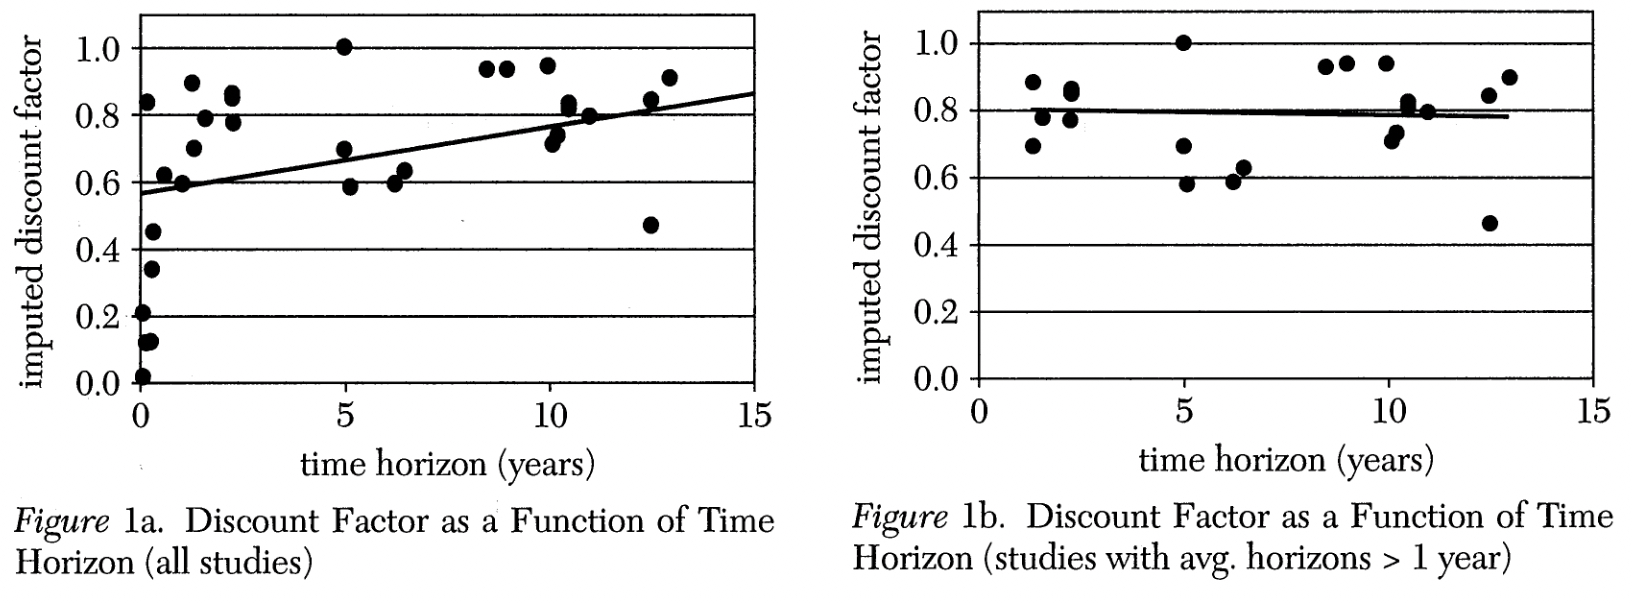 imputed discount factor
1.0
0.8
0.6
0.4
0.2
0.0
0 5 10 15
time horizon (years)
Figure 1a. Discount Factor as a Function of Time
Horizon (all studies)
imputed discount factor
1.0
0.8
0.6
0.4
0.2
0.0
0 5 10 15
time horizon (years)
Figure 1b. Discount Factor as a Function of Time
Horizon (studies with avg. horizons > 1 year)